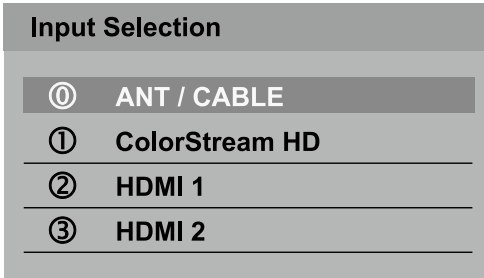 Input Selection
⓪ ANT / CABLE
① ColorStream HD
② HDMI 1
③ HDMI 2